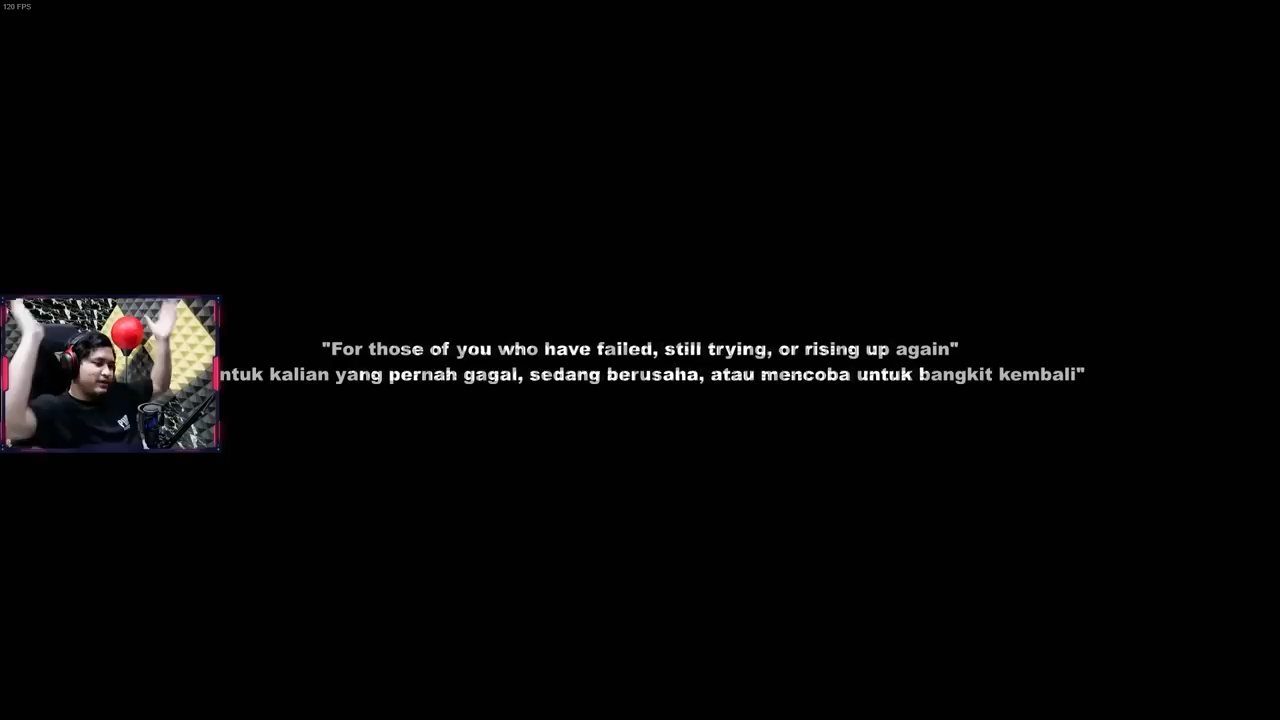 120 FPS
"For those of you who have failed, still trying, or rising up again"
ntuk kalian yang pernah gagal, sedang berusaha, atau mencoba untuk bangkit kembali"